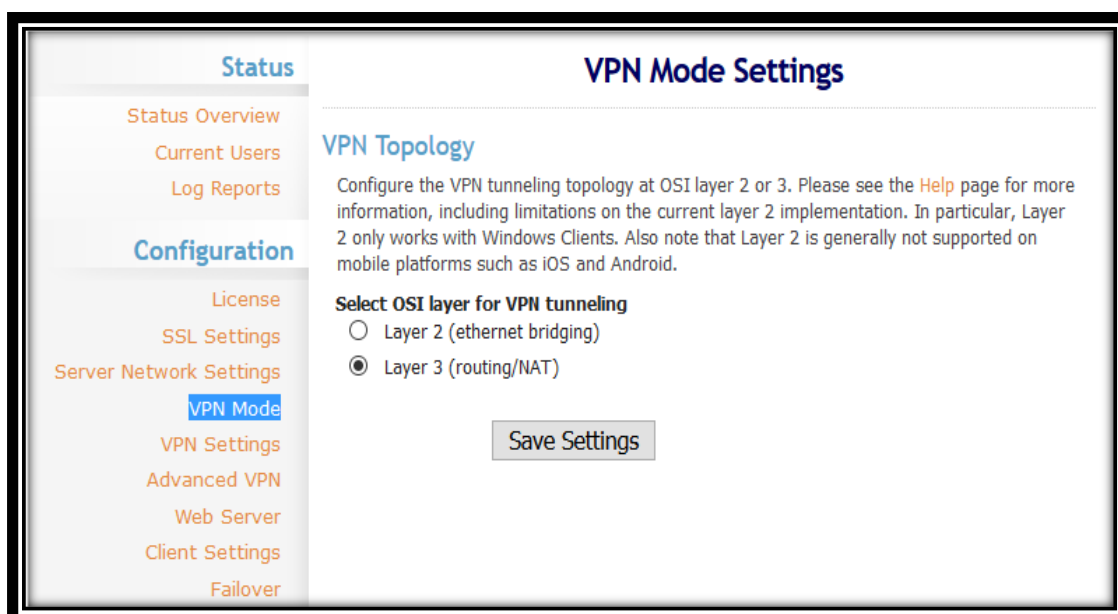 Status
Status Overview
Current Users
Log Reports
Configuration
License
SSL Settings
Server Network Settings
VPN Mode
VPN Settings
Advanced VPN
Web Server
Client Settings
Failover
VPN Mode Settings
VPN Topology
Configure the VPN tunneling topology at OSI layer 2 or 3. Please see the Help page for more
information, including limitations on the current layer 2 implementation. In particular, Layer
2 only works with Windows Clients. Also note that Layer 2 is generally not supported on
mobile platforms such as iOS and Android.
Select OSI layer for VPN tunneling
Layer 2 (ethernet bridging)
Layer 3 (routing/NAT)
Save Settings